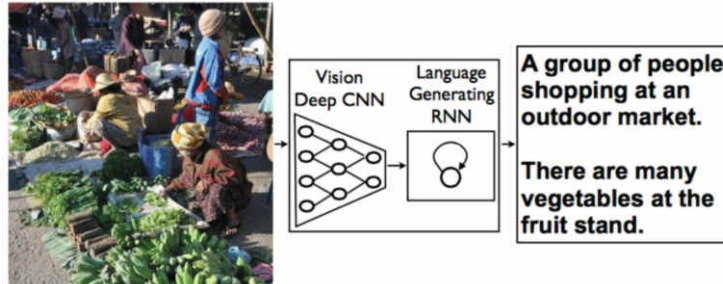 Vision
Deep CNN
Language
Generating
RNN
A group of people
shopping at an
outdoor market.
There are many
vegetables at the
fruit stand.